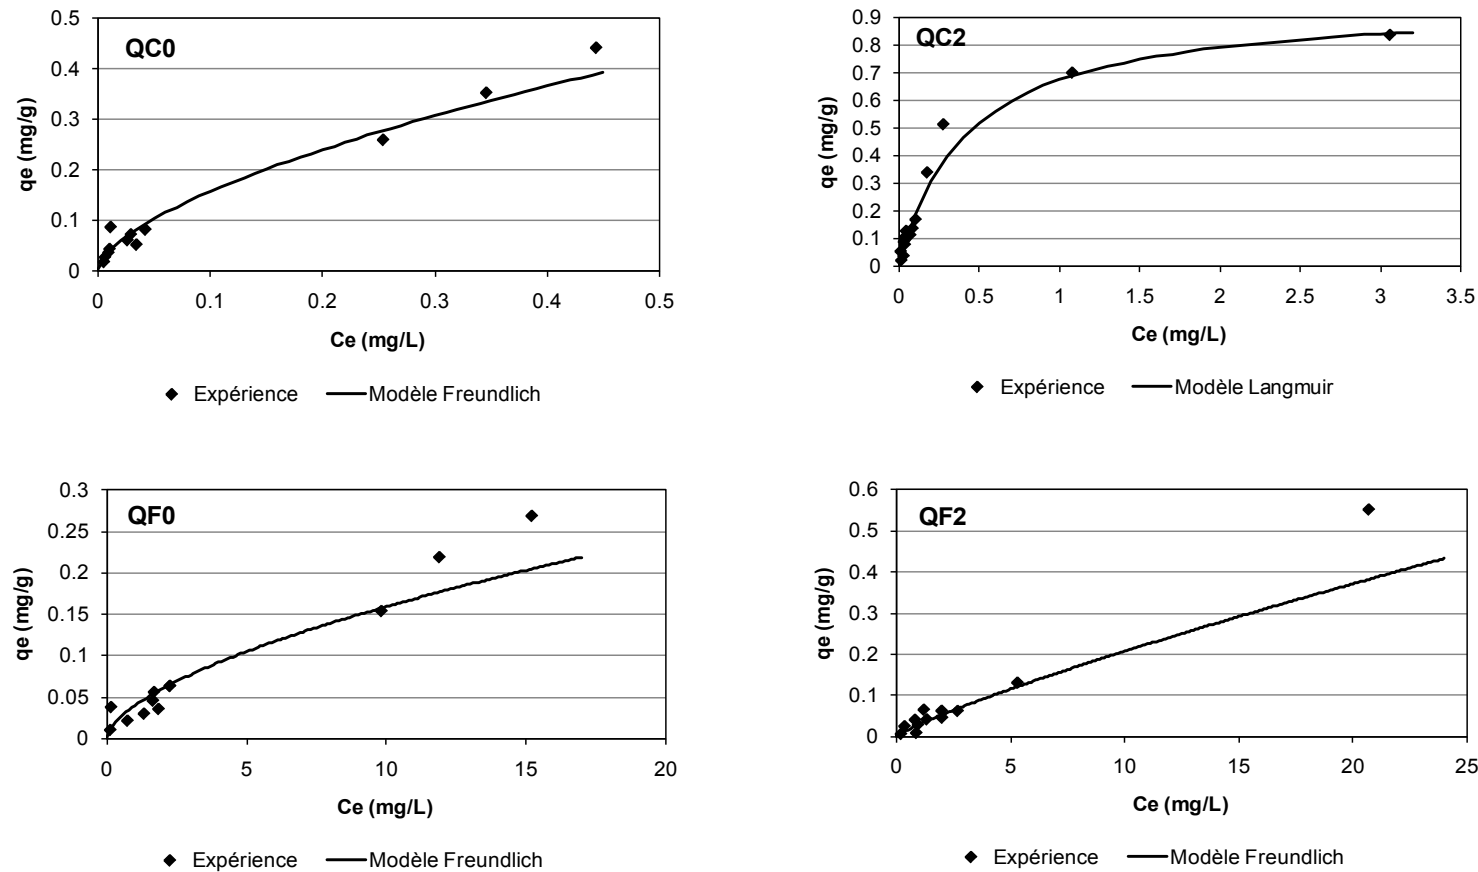 QC0
qe (mg/g)
0.5
0.4
0.3
0.2
0.1
0
0 0.1 0.2 0.3 0.4 0.5
Ce (mg/L)
Expérience Modèle Freundlich
QC2
qe (mg/g)
0.9
0.8
0.7
0.6
0.5
0.4
0.3
0.2
0.1
0
0 0.5 1 1.5 2 2.5 3 3.5
Ce (mg/L)
Expérience Modèle Langmuir
QF0
qe (mg/g)
0.3
0.25
0.2
0.15
0.1
0.05
0
0 5 10 15 20
Ce (mg/L)
Expérience Modèle Freundlich
QF2
qe (mg/g)
0.6
0.5
0.4
0.3
0.2
0.1
0
0 5 10 15 20 25
Ce (mg/L)
Expérience Modèle Freundlich